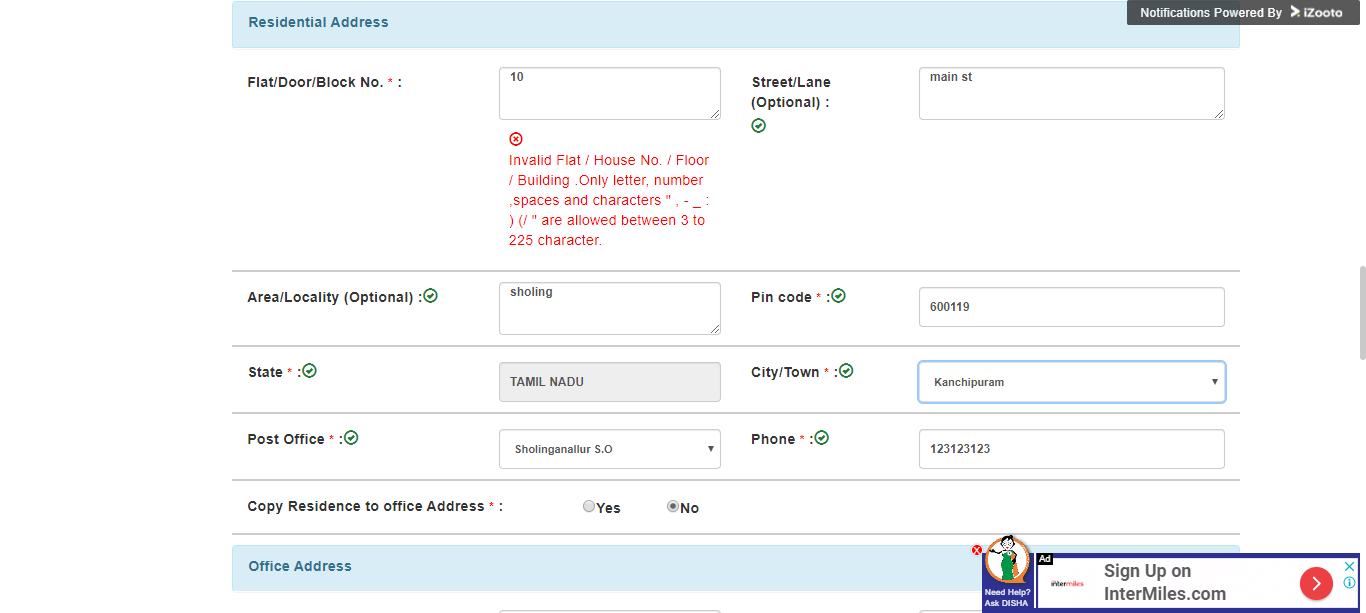 Notifications Powered By iZooto
Residential Address
Flat/Door/Block No. * :
10
Street/Lane
(Optional) :
main st
Invalid Flat / House No. / Floor
/ Building .Only letter, number
,spaces and characters " , - _ :
) (/ " are allowed between 3 to
225 character.
Area/Locality (Optional) :
sholing
Pin code * :
600119
State * :
TAMIL NADU
City/Town * :
Kanchipuram
Post Office * :
Sholinganallur S.O
Phone * :
123123123
Copy Residence to office Address * :
Yes
No
Office Address
Need Help?
Ask DISHA
Ad
intermiles
Sign Up on
InterMiles.com